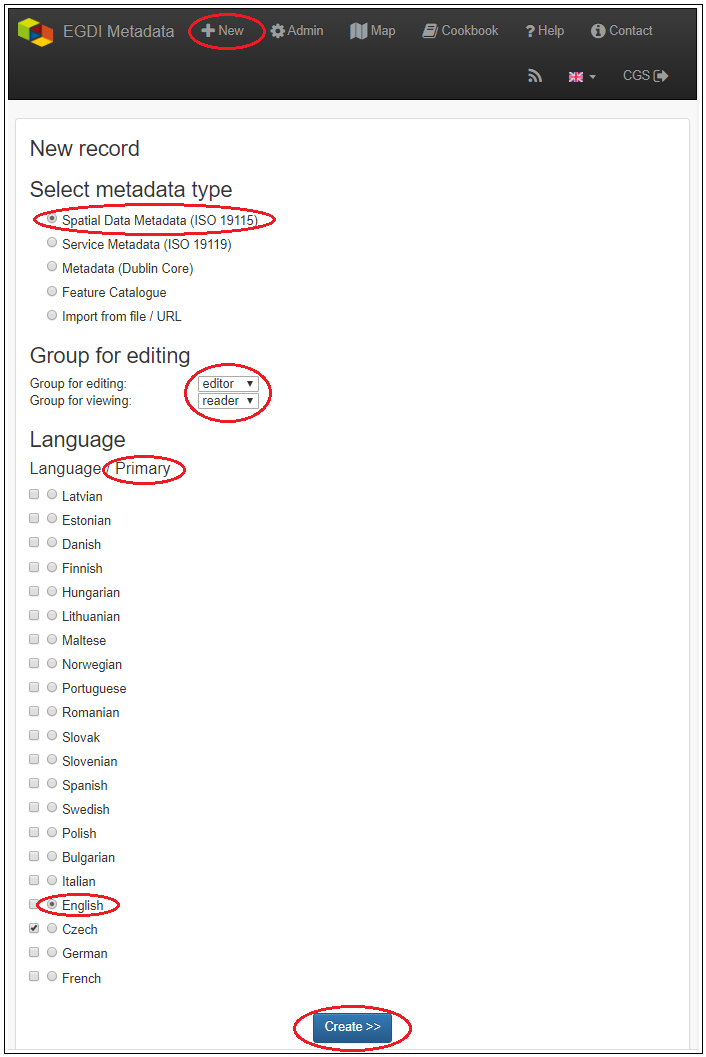 EGDI Metadata New Admin Map Cookbook Help Contact
CGS
New record
Select metadata type
Spatial Data Metadata (ISO 19115)
Service Metadata (ISO 19119)
Metadata (Dublin Core)
Feature Catalogue
Import from file / URL
Group for editing
Group for editing: editor
Group for viewing: reader
Language
Language / Primary
Latvian
Estonian
Danish
Finnish
Hungarian
Lithuanian
Maltese
Norwegian
Portuguese
Romanian
Slovak
Slovenian
Spanish
Swedish
Polish
Bulgarian
Italian
English
Czech
German
French
Create >>